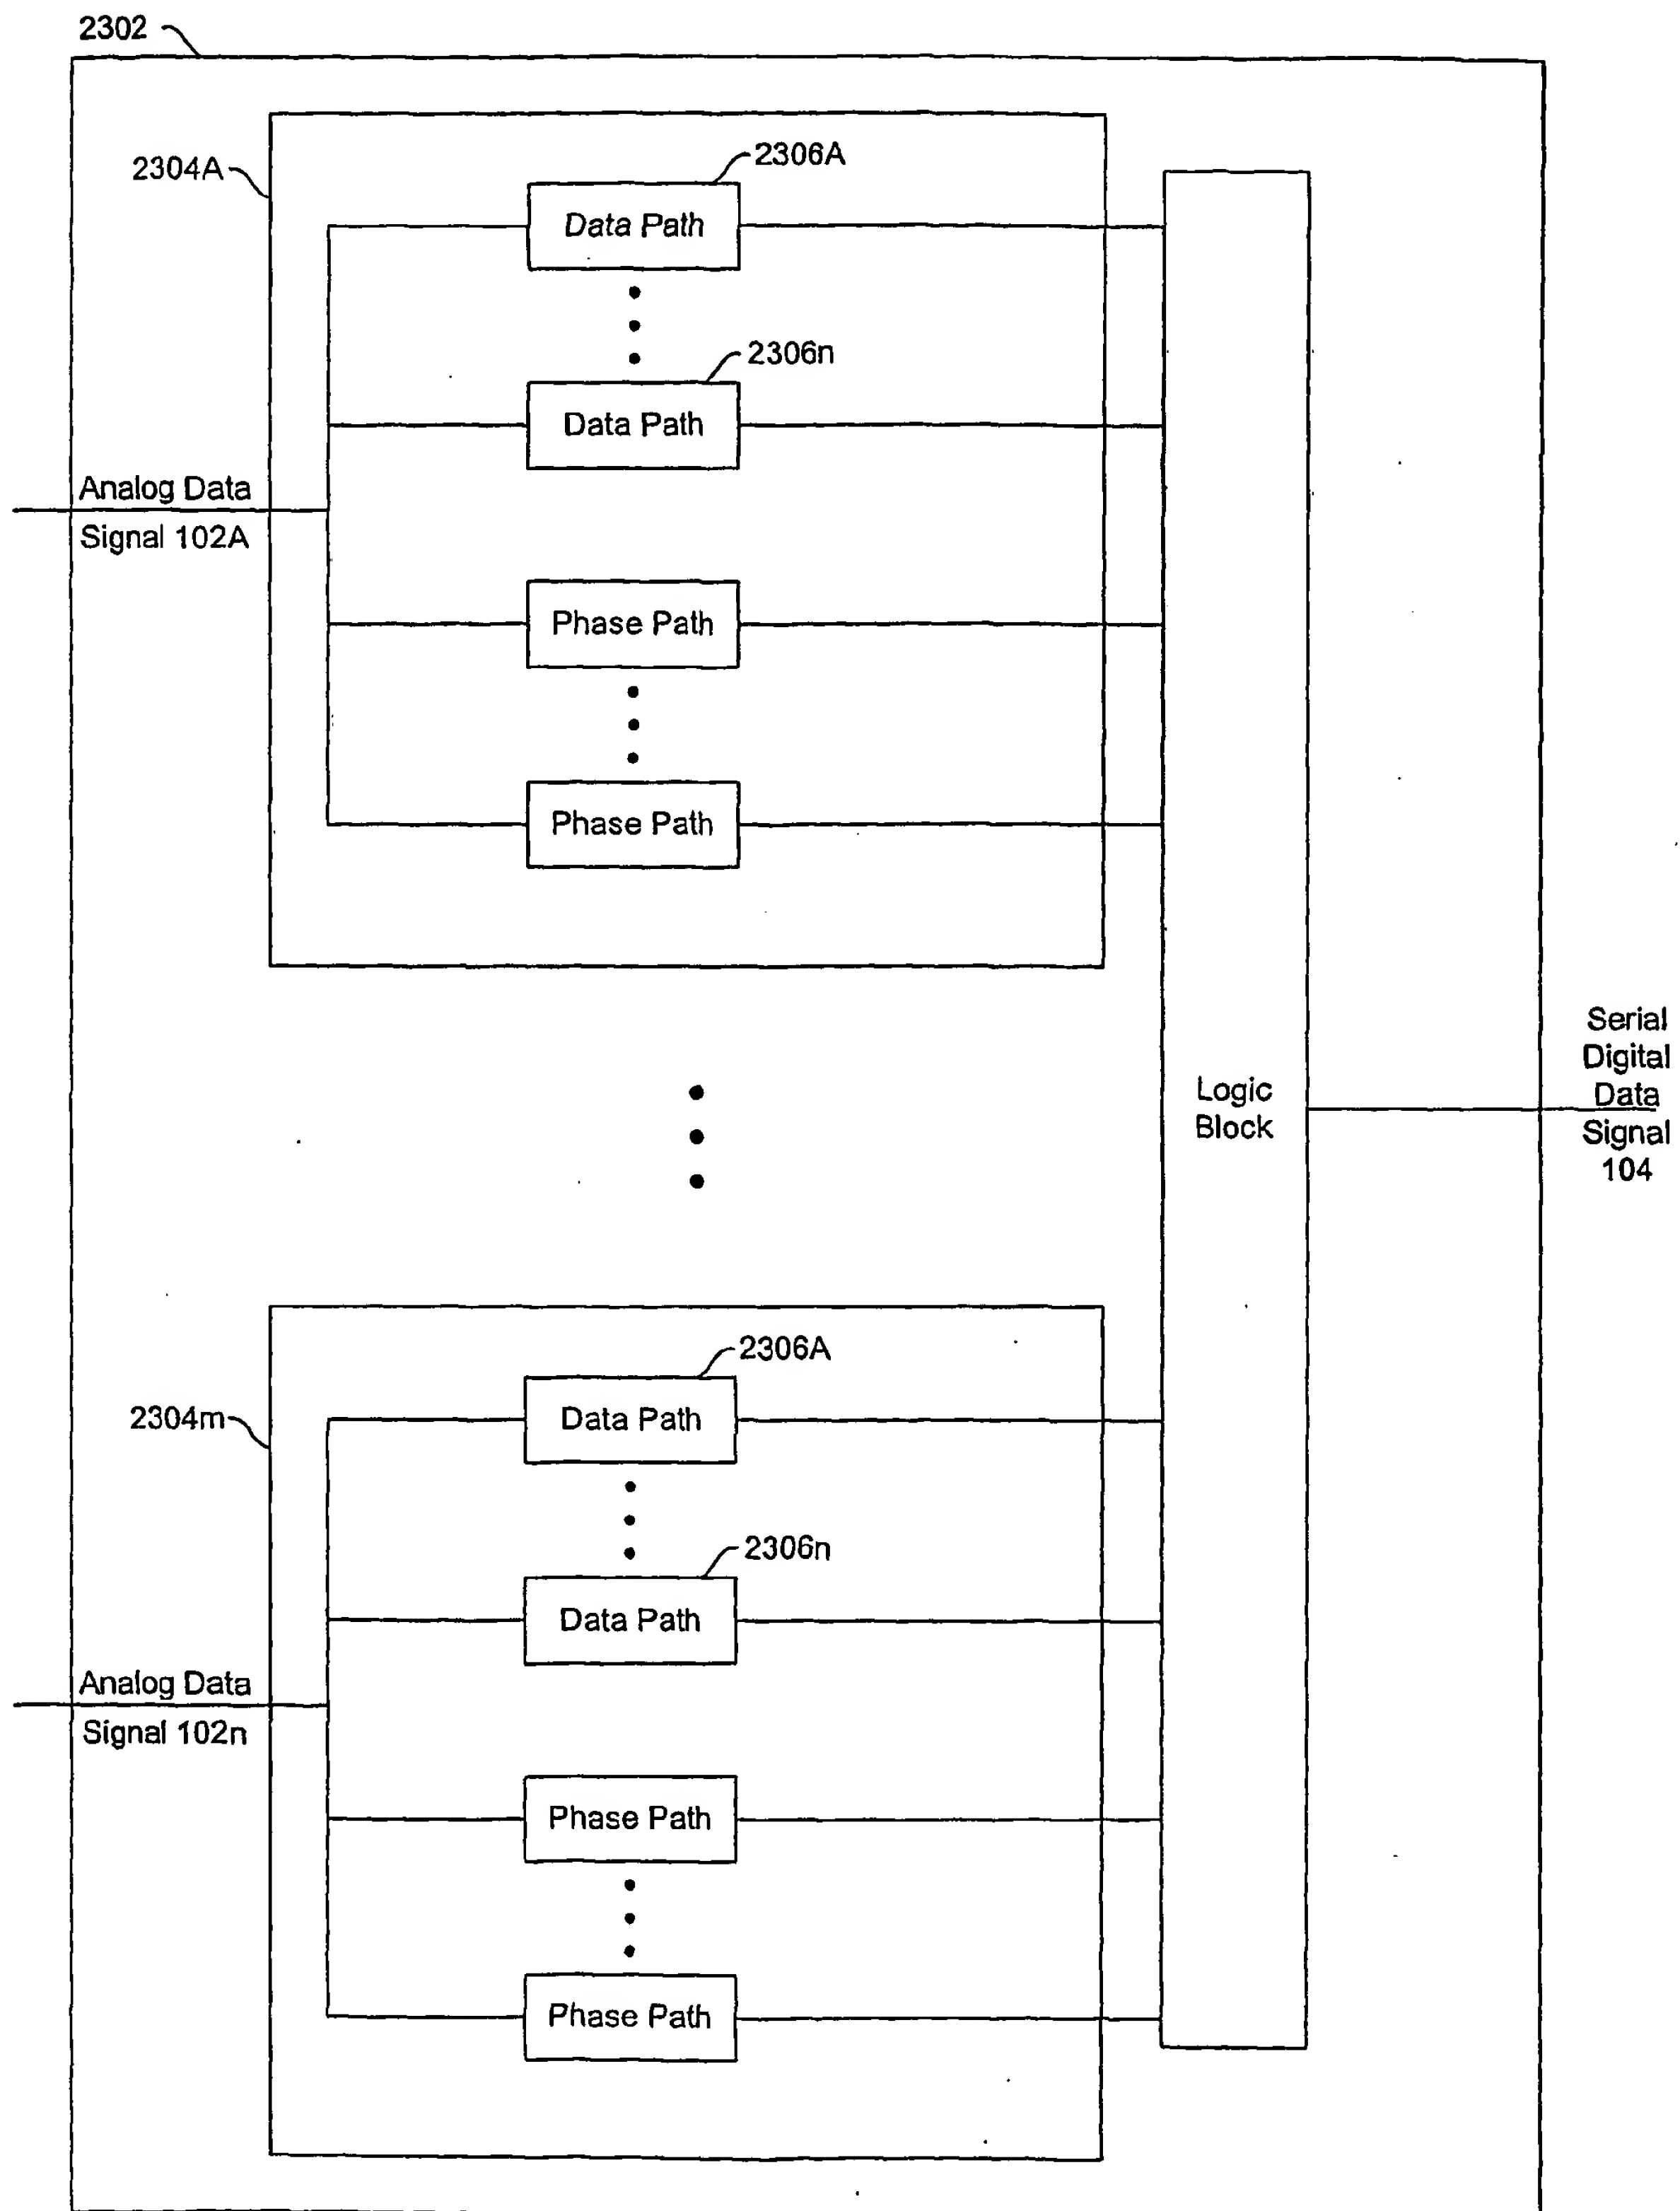 2302
2304A
2306A
Data Path
2306n
Data Path
Analog Data
Signal 102A
Phase Path
Phase Path
Serial
Digital
Data
Signal
104
Logic
Block
2304m
2306A
Data Path
2306n
Data Path
Analog Data
Signal 102n
Phase Path
Phase Path